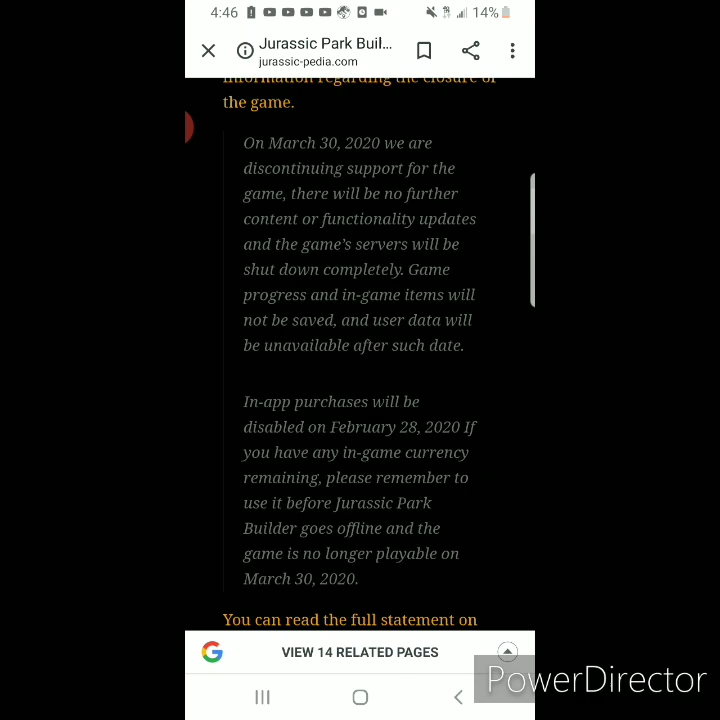 4:46
14%
Jurassic Park Buil...
jurassic-pedia.com
information regarding the closure of
the game.
On March 30, 2020 we are
discontinuing support for the
game, there will be no further
content or functionality updates
and the game's servers will be
shut down completely. Game
progress and in-game items will
not be saved, and user data will
be unavailable after such date.
In-app purchases will be
disabled on February 28, 2020 If
you have any in-game currency
remaining, please remember to
use it before Jurassic Park
Builder goes offline and the
game is no longer playable on
March 30, 2020.
You can read the full statement on
VIEW 14 RELATED PAGES
PowerDirector